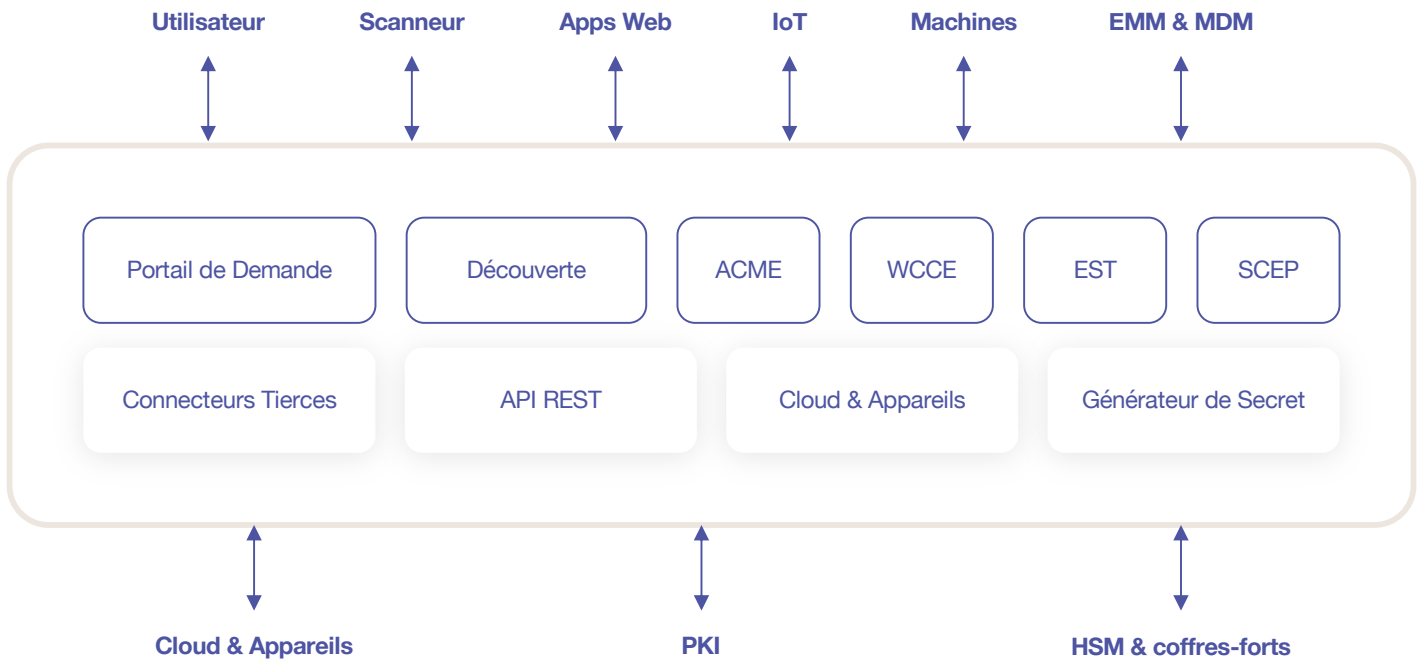 Utilisateur
Scanneur
Apps Web
IoT
Machines
EMM & MDM
Portail de Demande
Découverte
ACME
WCCE
EST
SCEP
Connecteurs Tierces
API REST
Cloud & Appareils
Générateur de Secret
Cloud & Appareils
PKI
HSM & coffres-forts